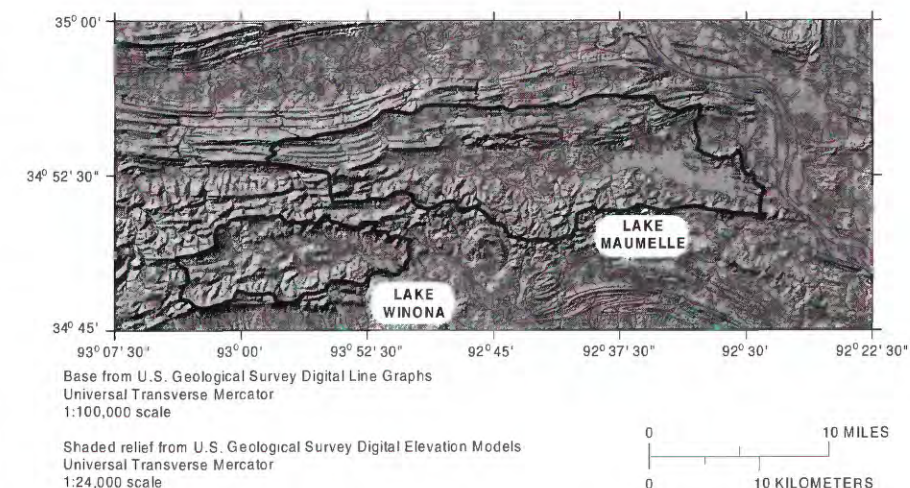 35° 00'
34° 52' 30"
LAKE
MAUMELLE
LAKE
WINONA
34° 45'
93° 07' 30" 93° 00' 93° 52' 30" 92° 45' 92° 37' 30" 92° 30' 92° 22' 30"
Base from U.S. Geological Survey Digital Line Graphs
Universal Transverse Mercator
1:100,000 scale
Shaded relief from U.S. Geological Survey Digital Elevation Models
Universal Transverse Mercator
1:24,000 scale
0 10 MILES
0 10 KILOMETERS